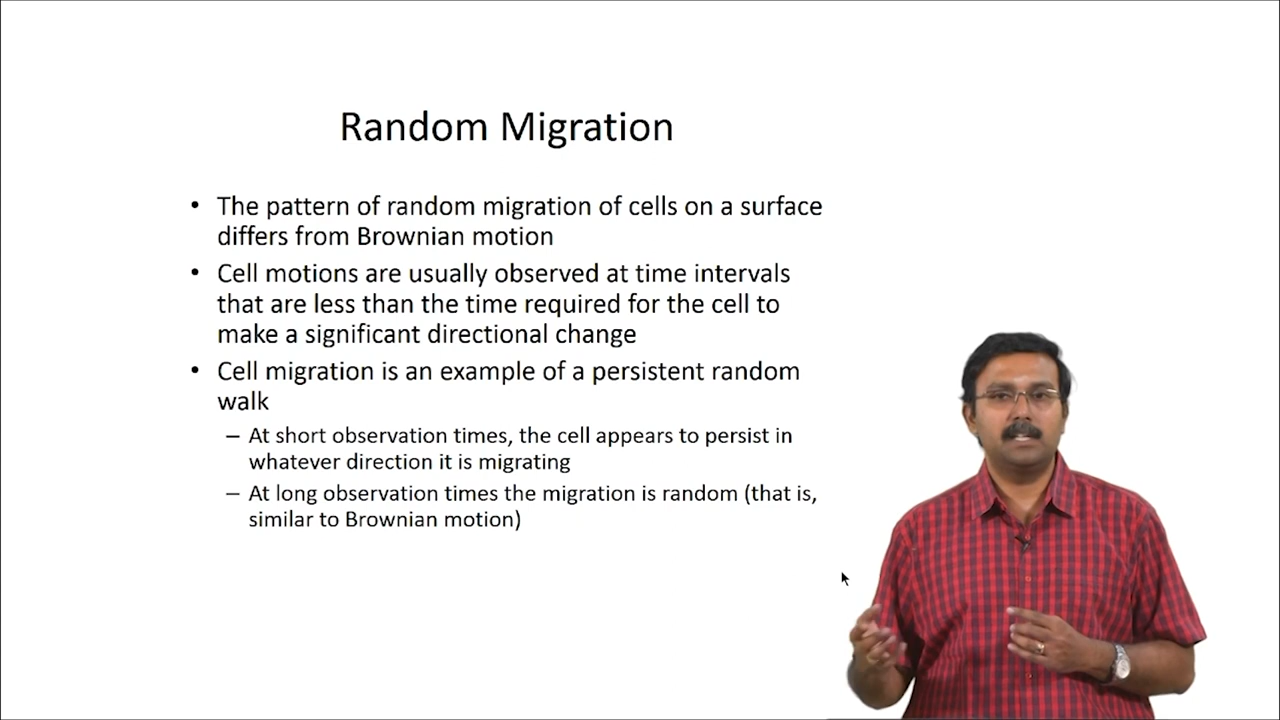 Random Migration
• The pattern of random migration of cells on a surface
differs from Brownian motion
• Cell motions are usually observed at time intervals
that are less than the time required for the cell to
make a significant directional change
• Cell migration is an example of a persistent random
walk
– At short observation times, the cell appears to persist in
whatever direction it is migrating
– At long observation times the migration is random (that is,
similar to Brownian motion)